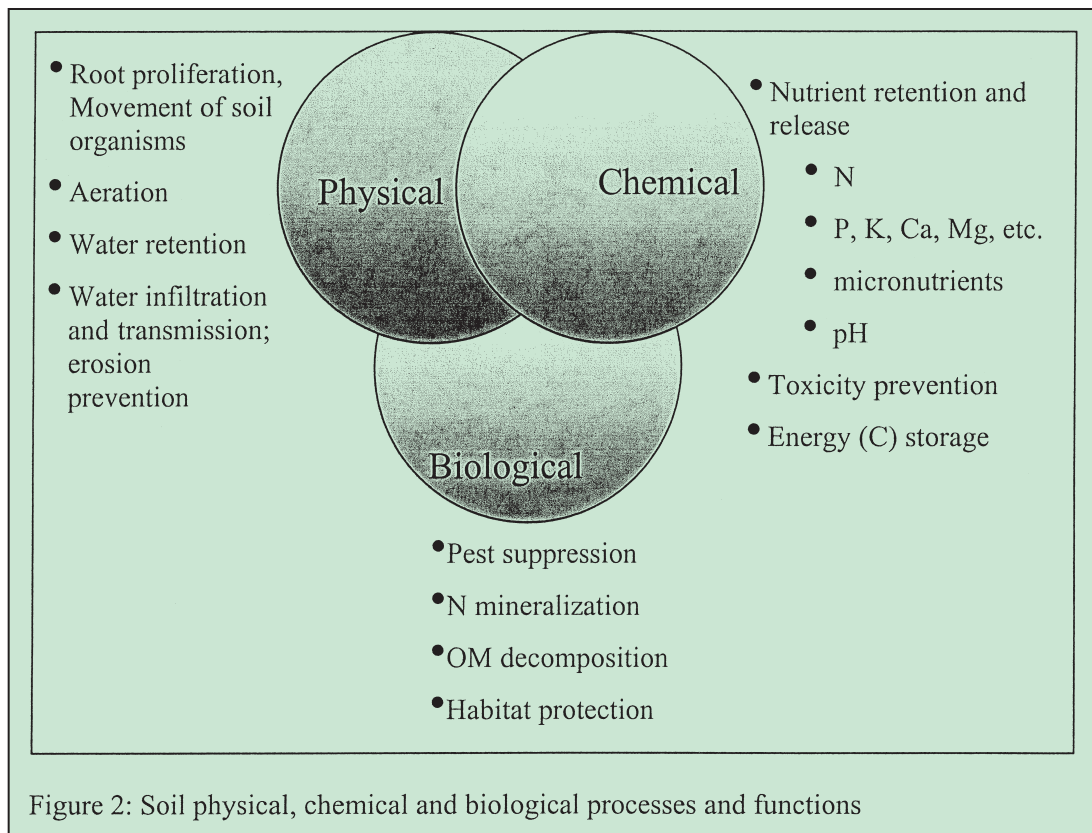 • Root proliferation,
Movement of soil
organisms
• Aeration
• Water retention
• Water infiltration
and transmission;
erosion
prevention
Physical
Chemical
Biological
• Nutrient retention and
release
• N
• P, K, Ca, Mg, etc.
• micronutrients
• pH
• Toxicity prevention
• Energy (C) storage
• Pest suppression
• N mineralization
• OM decomposition
• Habitat protection
Figure 2: Soil physical, chemical and biological processes and functions